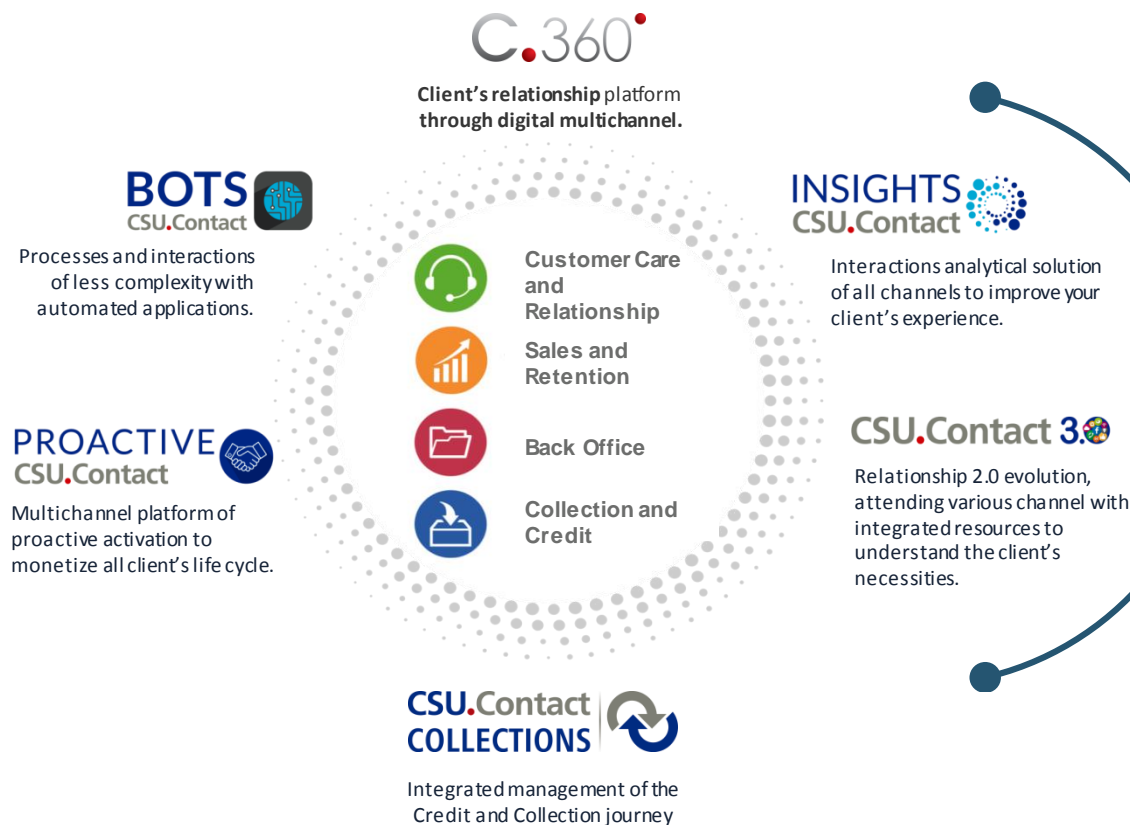 C.360°
Client's relationship platform
through digital multichannel.
BOTS
CSU.Contact
Processes and interactions
of less complexity with
automated applications.
INSIGHTS
CSU.Contact
Interactions analytical solution
of all channels to improve your
client's experience.
Customer Care
and
Relationship
Sales and
Retention
Back Office
Collection and
Credit
PROACTIVE
CSU.Contact
Multichannel platform of
proactive activation to
monetize all client's life cycle.
CSU.Contact 3.0
Relationship 2.0 evolution,
attending various channel with
integrated resources to
understand the client's
necessities.
CSU.Contact
COLLECTIONS
Integrated management of the
Credit and Collection journey